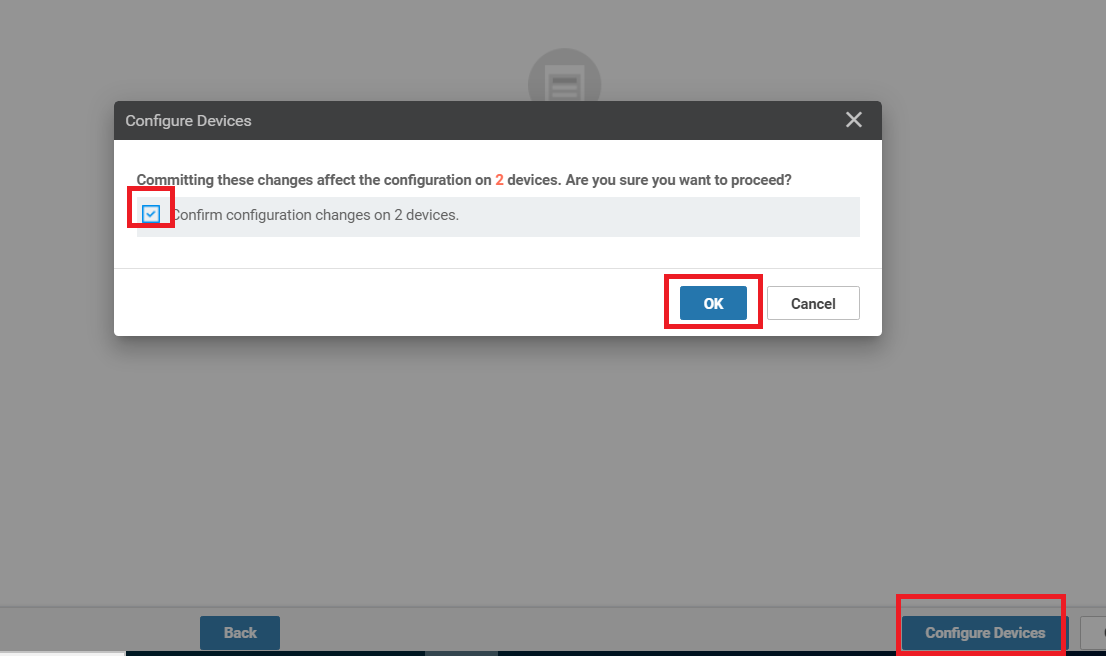 Configure Devices
Committing these changes affect the configuration on 2 devices. Are you sure you want to proceed?
Confirm configuration changes on 2 devices.
OK
Cancel
Back
Configure Devices